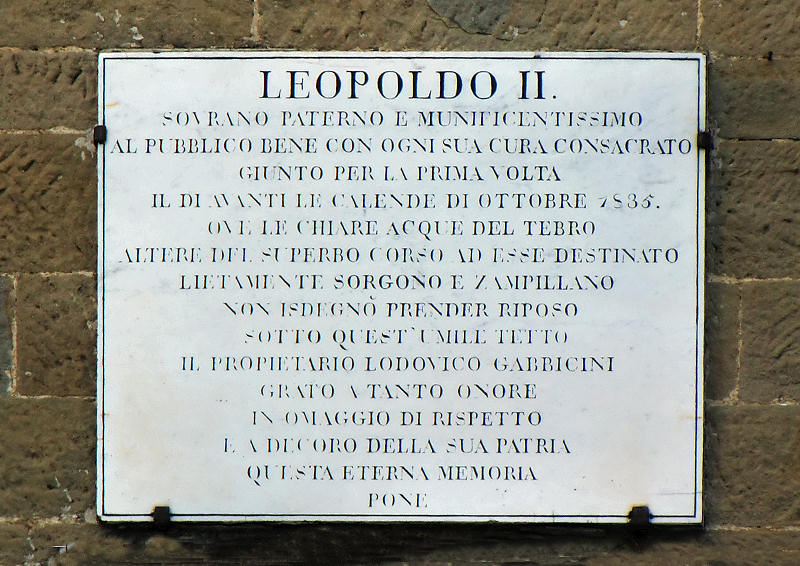 LEOPOLDO II.
SOVRANO PATERNO E MUNIFICENTISSIMO
AL PUBBLICO BENE CON OGNI SUA CURA CONSACRATO
GIUNTO PER LA PRIMA VOLTA
IL DI AVANTI LE CALENDE DI OTTOBRE 1835.
OVE LE CHIARE ACQUE DEL TEBRO
ALTERE DEL SUPERBO CORSO AD ESSE DESTINATO
LIETAMENTE SORGONO E ZAMPILLANO
NON ISDEGNÒ PRENDER RIPOSO
SOTTO QUEST'UMILE TETTO
IL PROPIETARIO LODOVICO GABBICINI
GRATO A TANTO ONORE
IN OMAGGIO DI RISPETTO
E A DECORO DELLA SUA PATRIA
QUESTA ETERNA MEMORIA
PONE